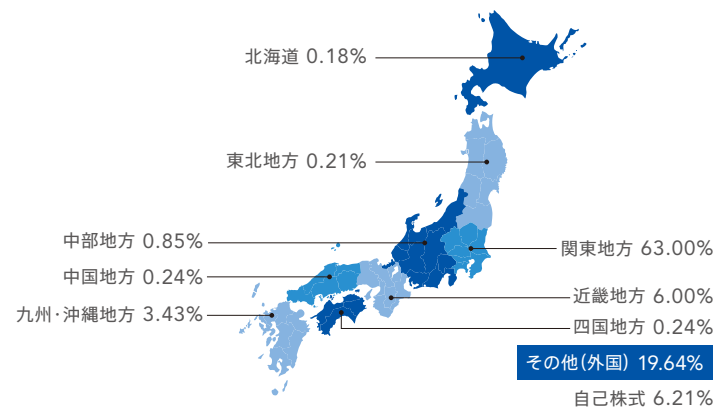 北海道 0.18%
東北地方 0.21%
中部地方 0.85%
中国地方 0.24%
九州・沖縄地方 3.43%
関東地方 63.00%
近畿地方 6.00%
四国地方 0.24%
その他(外国) 19.64%
自己株式 6.21%